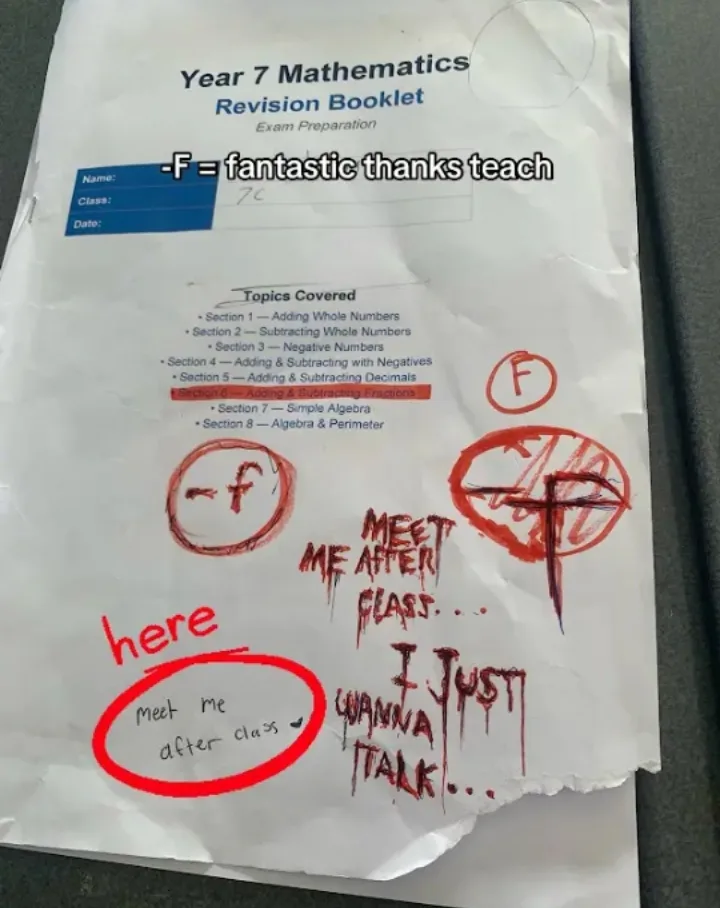 Year 7 Mathematics
Revision Booklet
Exam Preparation
-F = fantastic thanks teach
Name:
Class: 7C
Date:
Topics Covered
• Section 1 — Adding Whole Numbers
• Section 2 — Subtracting Whole Numbers
• Section 3 — Negative Numbers
• Section 4 — Adding & Subtracting with Negatives
• Section 5 — Adding & Subtracting Decimals
• Section 6 — Adding & Subtracting Fractions
• Section 7 — Simple Algebra
• Section 8 — Algebra & Perimeter
F
-f
-f
MEET
ME AFTER
CLASS....
here
Meet me
after class
I JUST
WANNA
TALK...